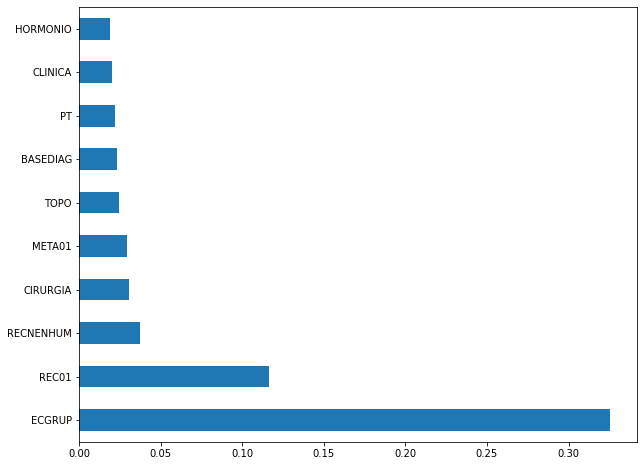 HORMONIO
CLINICA
PT
BASEDIAG
TOPO
META01
CIRURGIA
RECNENHUM
REC01
ECGRUP
0.00 0.05 0.10 0.15 0.20 0.25 0.30